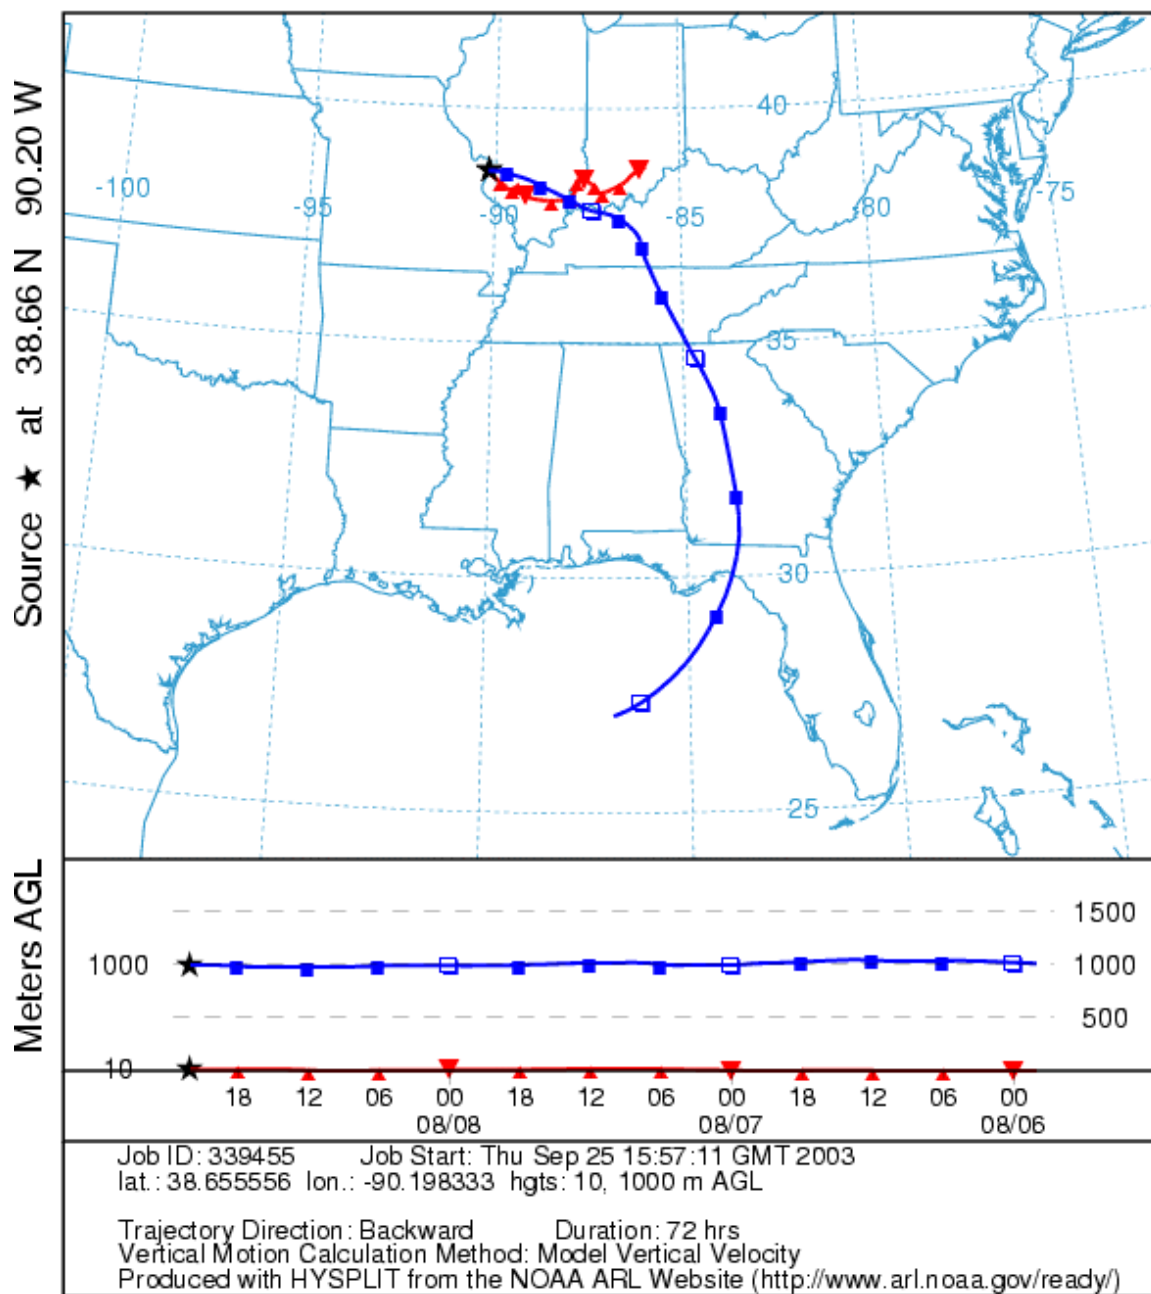 Source ★ at 38.66 N 90.20 W
40
-100
-95
-90
-85
-80
-75
35
30
25
Meters AGL
1500
1000
1000
500
10
18 12 06 00 18 12 06 00 18 12 06 00
08/08 08/07 08/06
Job ID: 339455 Job Start: Thu Sep 25 15:57:11 GMT 2003
lat.: 38.655556 lon.: -90.198333 hgts: 10, 1000 m AGL
Trajectory Direction: Backward Duration: 72 hrs
Vertical Motion Calculation Method: Model Vertical Velocity
Produced with HYSPLIT from the NOAA ARL Website (http://www.arl.noaa.gov/ready/)